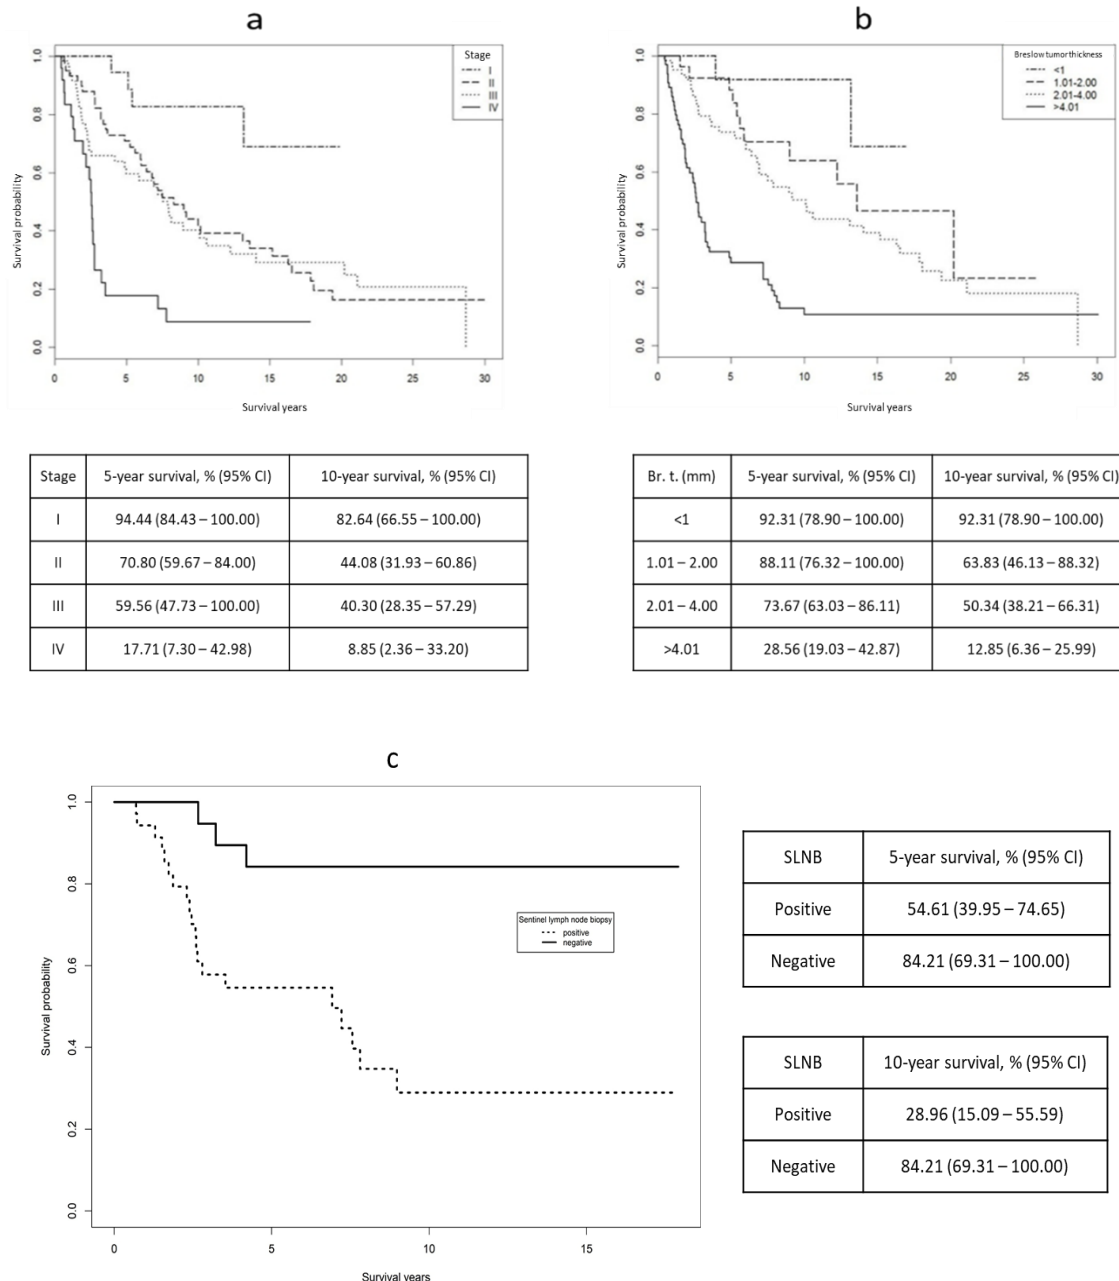 a
Stage
I
II
III
IV
Survival probability
1.0
0.8
0.6
0.4
0.2
0.0
0 5 10 15 20 25 30
Survival years
b
Breslow tumor thickness
<1
1.01-2.00
2.01-4.00
>4.01
Survival probability
1.0
0.8
0.6
0.4
0.2
0.0
0 5 10 15 20 25 30
Survival years
Stage 5-year survival, % (95% CI) 10-year survival, % (95% CI)
I 94.44 (84.43 – 100.00) 82.64 (66.55 – 100.00)
II 70.80 (59.67 – 84.00) 44.08 (31.93 – 60.86)
III 59.56 (47.73 – 100.00) 40.30 (28.35 – 57.29)
IV 17.71 (7.30 – 42.98) 8.85 (2.36 – 33.20)
Br. t. (mm) 5-year survival, % (95% CI) 10-year survival, % (95% CI)
<1 92.31 (78.90 – 100.00) 92.31 (78.90 – 100.00)
1.01 – 2.00 88.11 (76.32 – 100.00) 63.83 (46.13 – 88.32)
2.01 – 4.00 73.67 (63.03 – 86.11) 50.34 (38.21 – 66.31)
>4.01 28.56 (19.03 – 42.87) 12.85 (6.36 – 25.99)
c
Sentinel lymph node biopsy
positive
negative
Survival probability
1.0
0.8
0.6
0.4
0.2
0.0
0 5 10 15
Survival years
SLNB 5-year survival, % (95% CI)
Positive 54.61 (39.95 – 74.65)
Negative 84.21 (69.31 – 100.00)
SLNB 10-year survival, % (95% CI)
Positive 28.96 (15.09 – 55.59)
Negative 84.21 (69.31 – 100.00)